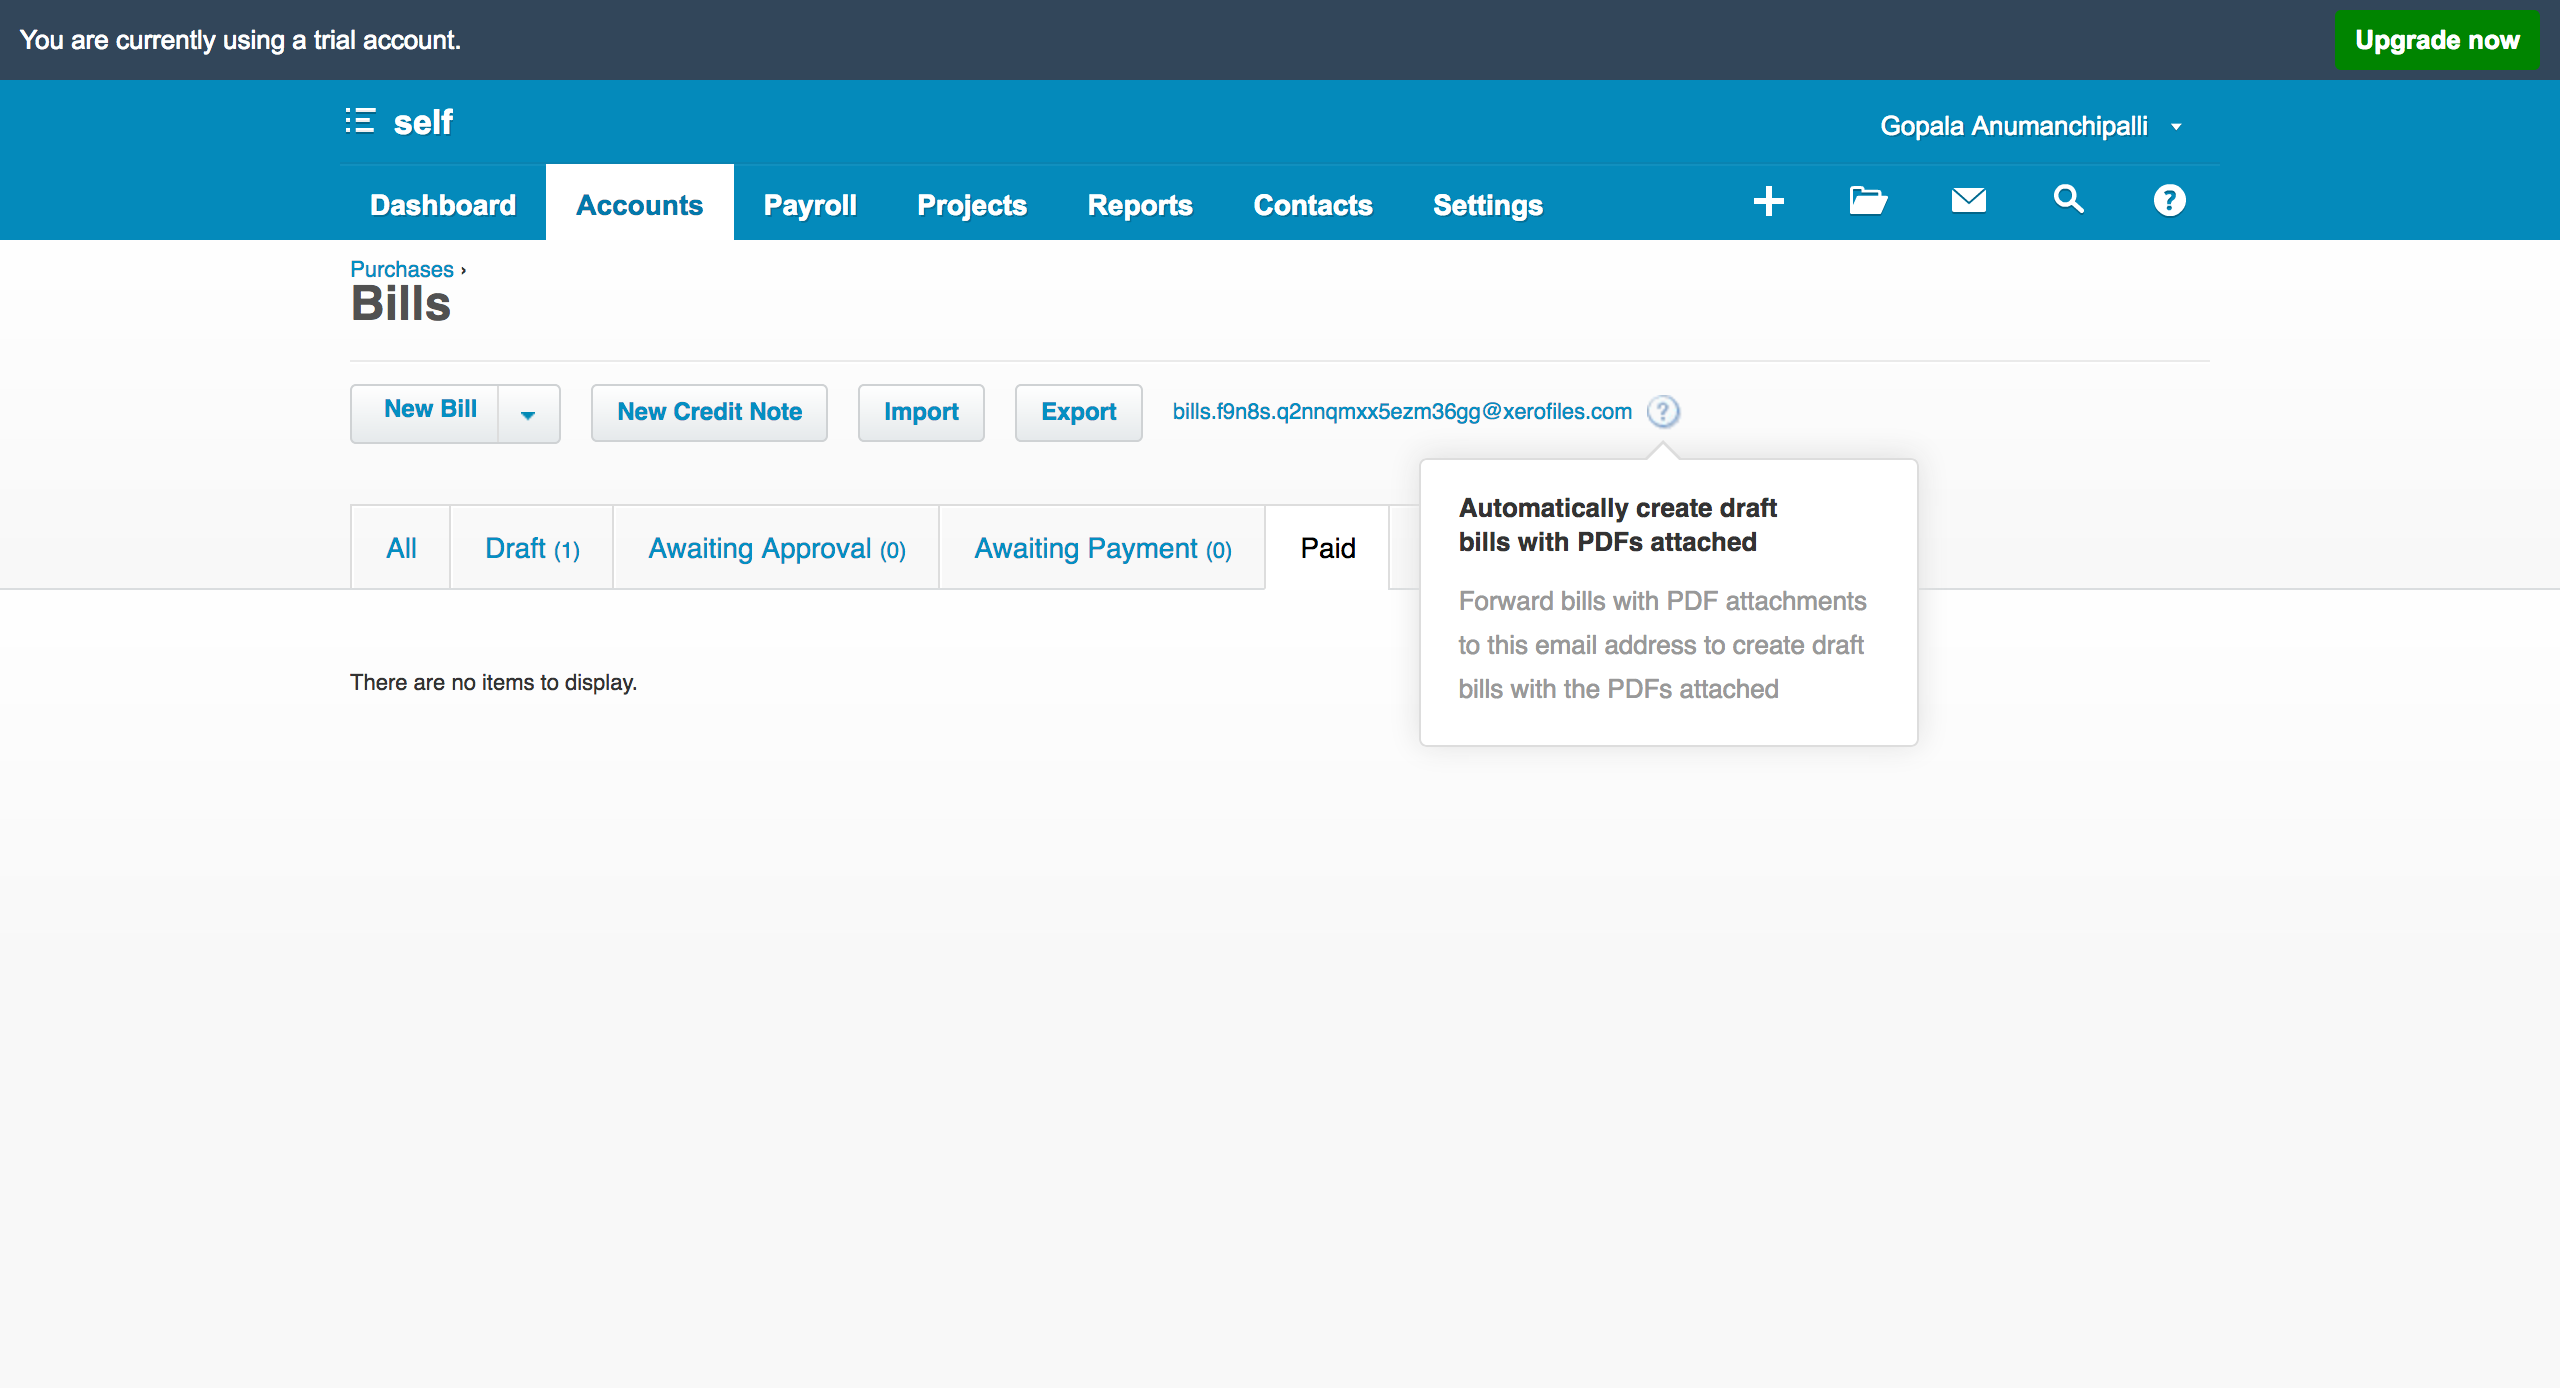 You are currently using a trial account.
Upgrade now
self
Gopala Anumanchipalli
Dashboard
Accounts
Payroll
Projects
Reports
Contacts
Settings
Purchases ›
Bills
New Bill
New Credit Note
Import
Export
bills.f9n8s.q2nnqmxx5ezm36gg@xerofiles.com
?
Automatically create draft
bills with PDFs attached
Forward bills with PDF attachments
to this email address to create draft
bills with the PDFs attached
All
Draft (1)
Awaiting Approval (0)
Awaiting Payment (0)
Paid
There are no items to display.